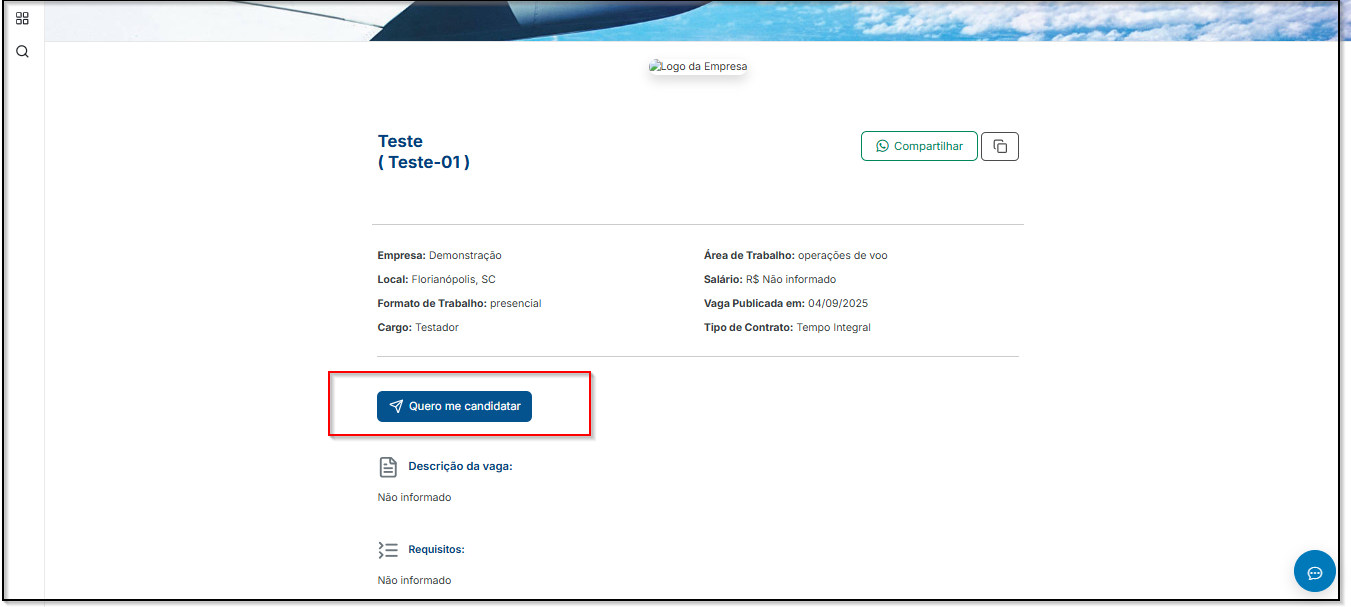 Logo da Empresa
Teste
( Teste-01 )
Compartilhar
Empresa: Demonstração
Área de Trabalho: operações de voo
Local: Florianópolis, SC
Salário: R$ Não informado
Formato de Trabalho: presencial
Vaga Publicada em: 04/09/2025
Cargo: Testador
Tipo de Contrato: Tempo Integral
Quero me candidatar
Descrição da vaga:
Não informado
Requisitos:
Não informado